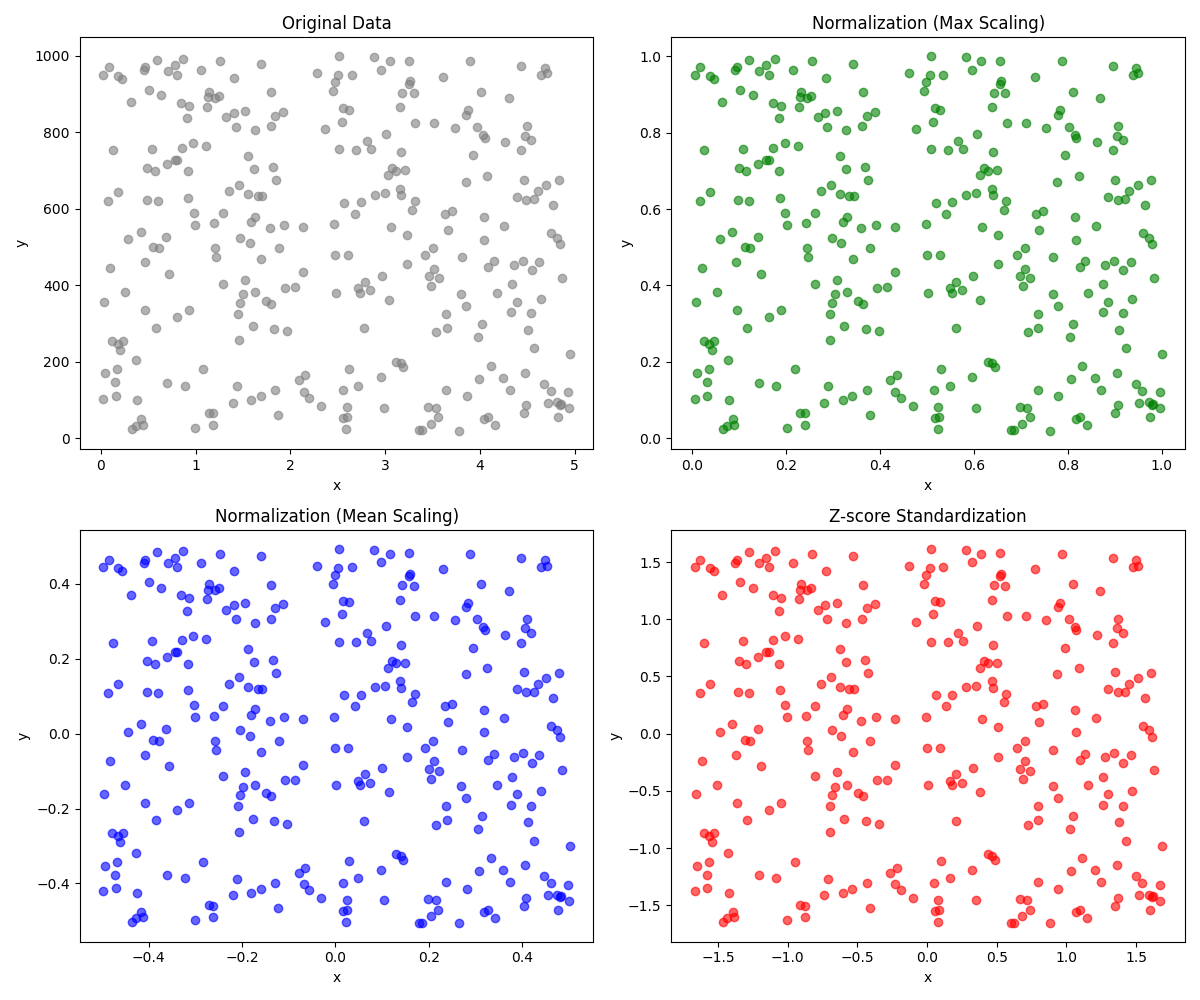 Original Data
1000
800
600
400
200
0
y
0 1 2 3 4 5
x
Normalization (Max Scaling)
1.0
0.8
0.6
0.4
0.2
0.0
y
0.0 0.2 0.4 0.6 0.8 1.0
x
Normalization (Mean Scaling)
0.4
0.2
0.0
−0.2
−0.4
y
−0.4 −0.2 0.0 0.2 0.4
x
Z-score Standardization
1.5
1.0
0.5
0.0
−0.5
−1.0
−1.5
y
−1.5 −1.0 −0.5 0.0 0.5 1.0 1.5
x